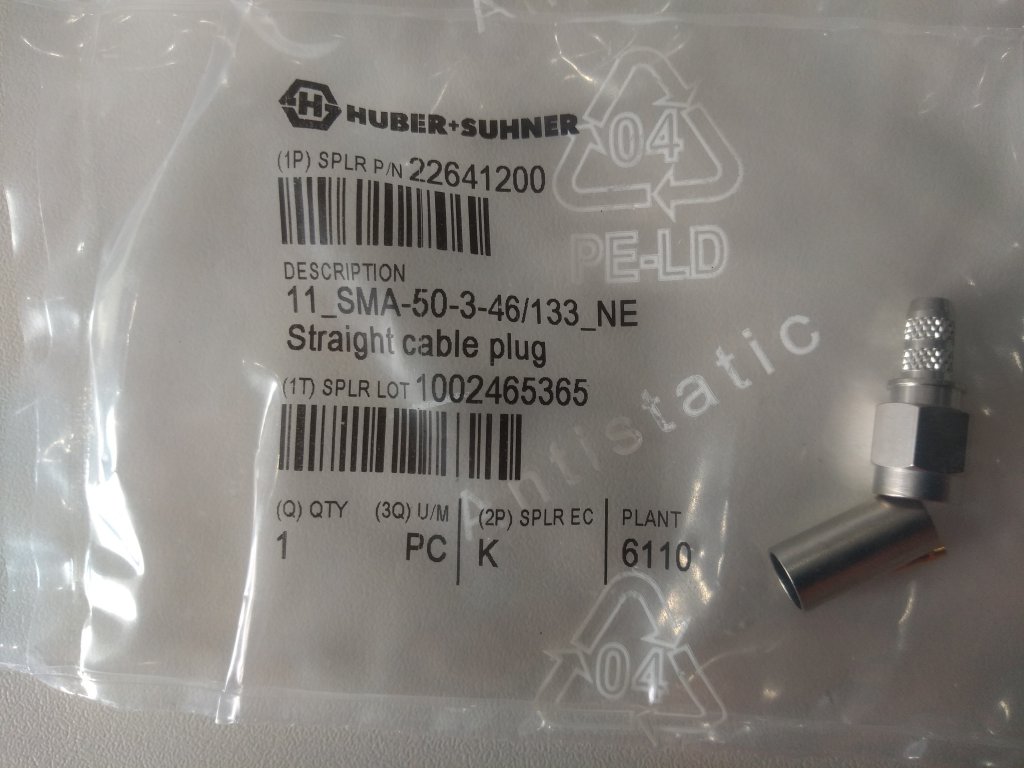 H HUBER+SUHNER
(1P) SPLR P/N 22641200
DESCRIPTION
11_SMA-50-3-46/133_NE
Straight cable plug
(1T) SPLR LOT 1002465365
(Q) QTY (3Q) U/M (2P) SPLR EC PLANT
1 PC K 6110
04
PE-LD
Antistatic
04